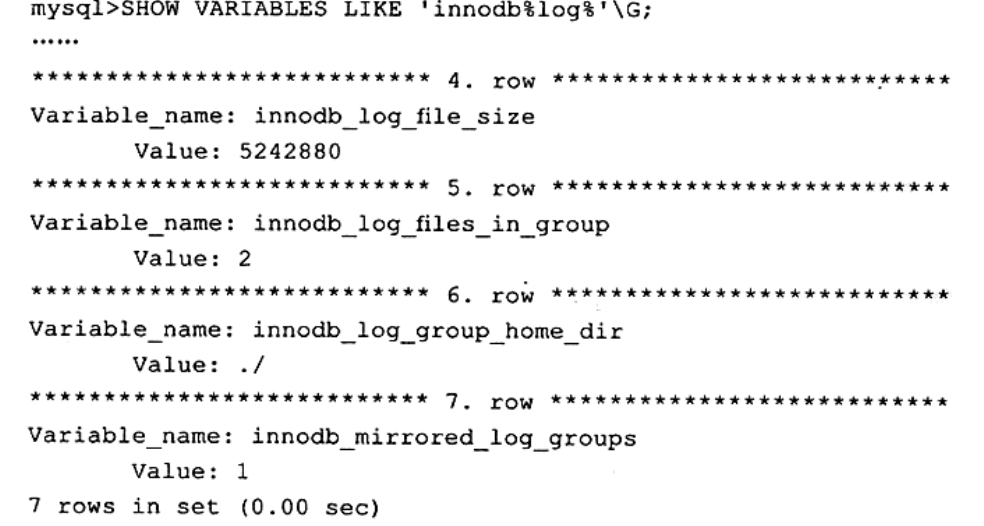 mysql>SHOW VARIABLES LIKE 'innodb%log%'\G;
……
*************************** 4. row ***************************
Variable_name: innodb_log_file_size
Value: 5242880
*************************** 5. row ***************************
Variable_name: innodb_log_files_in_group
Value: 2
*************************** 6. row ***************************
Variable_name: innodb_log_group_home_dir
Value: ./
*************************** 7. row ***************************
Variable_name: innodb_mirrored_log_groups
Value: 1
7 rows in set (0.00 sec)